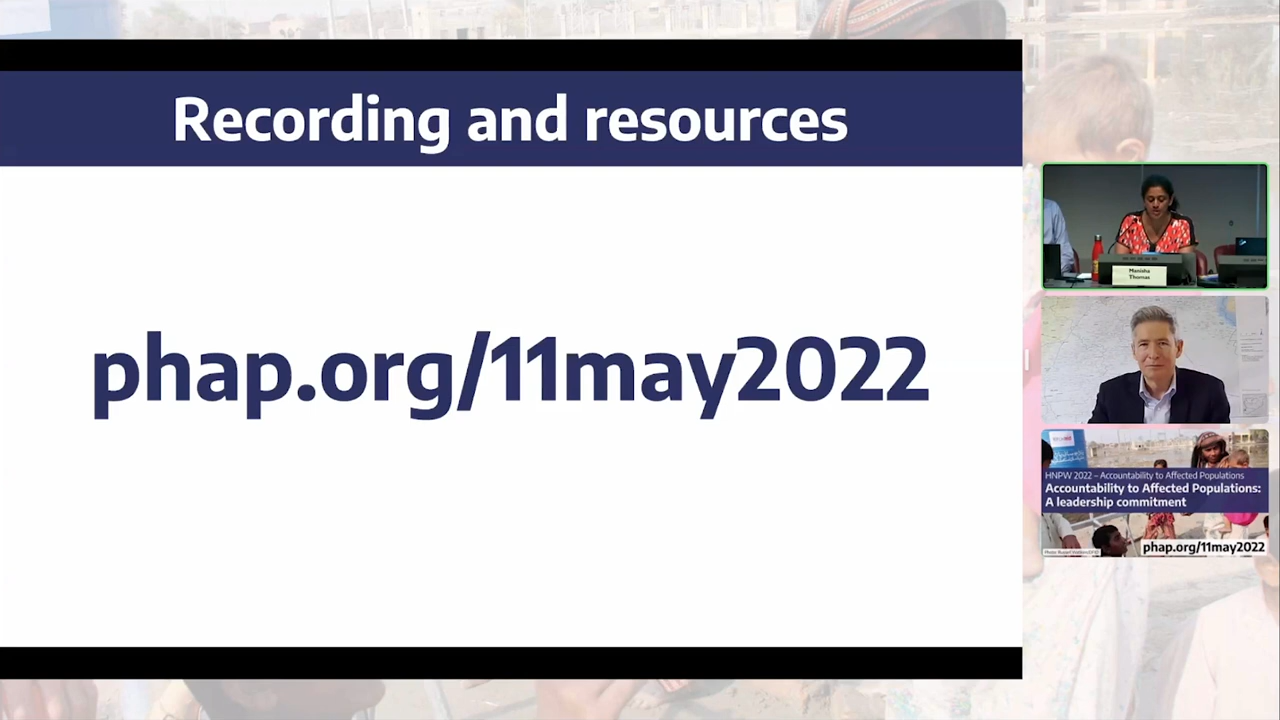 Recording and resources
phap.org/11may2022
Manisha
Thomas
HNPW 2022 – Accountability to Affected Populations
Accountability to Affected Populations:
A leadership commitment
phap.org/11may2022